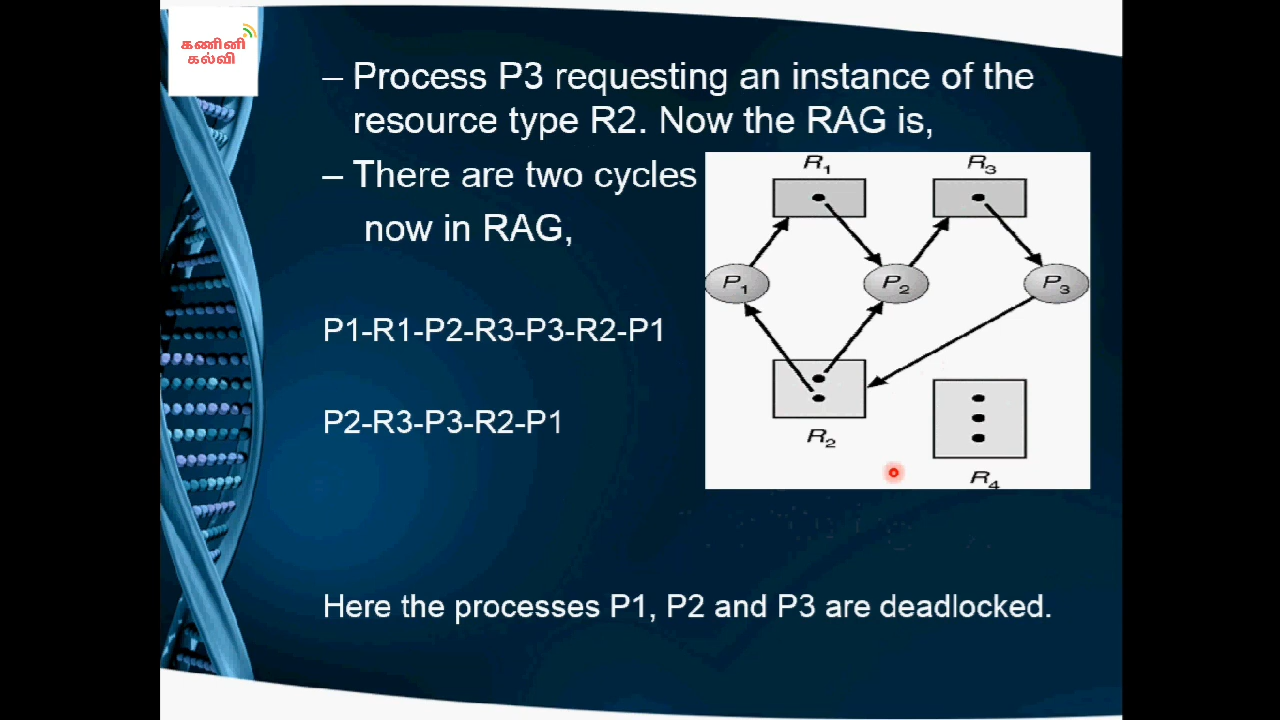 கணினி
கல்வி
– Process P3 requesting an instance of the
resource type R2. Now the RAG is,
– There are two cycles
now in RAG,
P1-R1-P2-R3-P3-R2-P1
P2-R3-P3-R2-P1
R1
R3
P1
P2
P3
R2
R4
Here the processes P1, P2 and P3 are deadlocked.